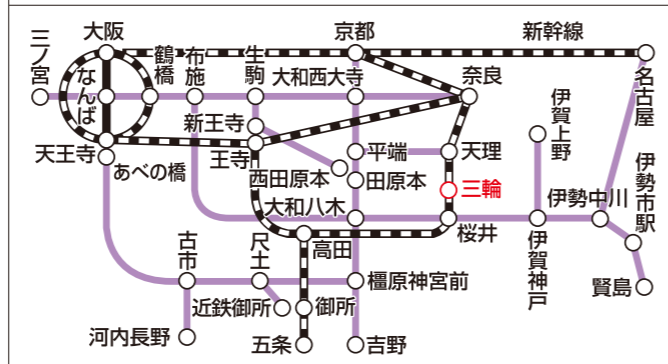 大阪
京都
新幹線
三ノ宮
なんば
鶴橋
布施
生駒
大和西大寺
奈良
名古屋
新王寺
伊賀上野
天王寺
王寺
平端
天理
あべの橋
西田原本
田原本
三輪
伊勢中川
伊勢市駅
大和八木
古市
尺土
高田
桜井
伊賀神戸
橿原神宮前
賢島
近鉄御所
御所
河内長野
五条
吉野